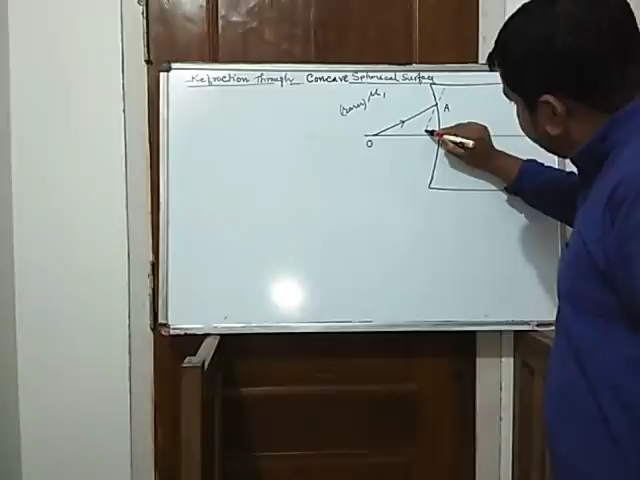 Refraction Through Concave Spherical Surface
(rarer) μ₁
A
O